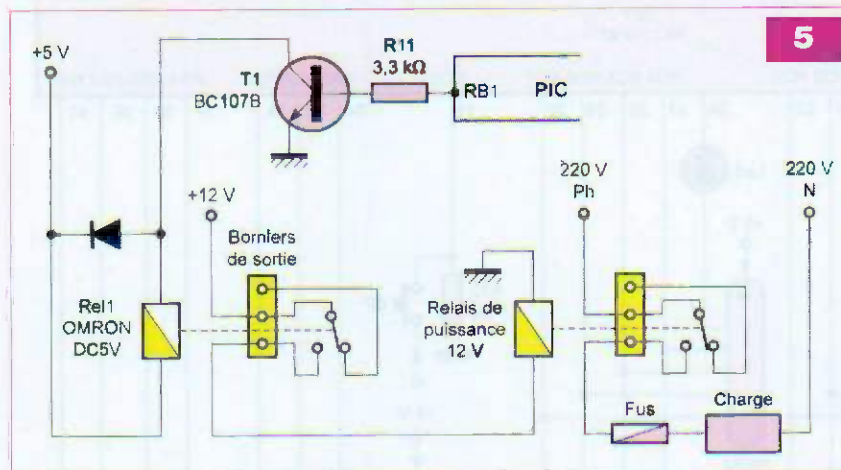 5
+5 V
T1
BC107B
R11
3,3 kΩ
RB1
PIC
+12 V
Borniers
de sortie
220 V
Ph
220 V
N
Rel1
OMRON
DC5V
Relais de
puissance
12 V
Fus
Charge